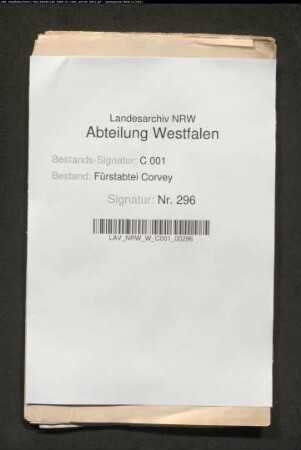 Landesarchiv NRW
Abteilung Westfalen
Bestands-Signatur: C 001
Bestand: Fürstabtei Corvey
Signatur: Nr. 296
LAV_NRW_W_C001_00296